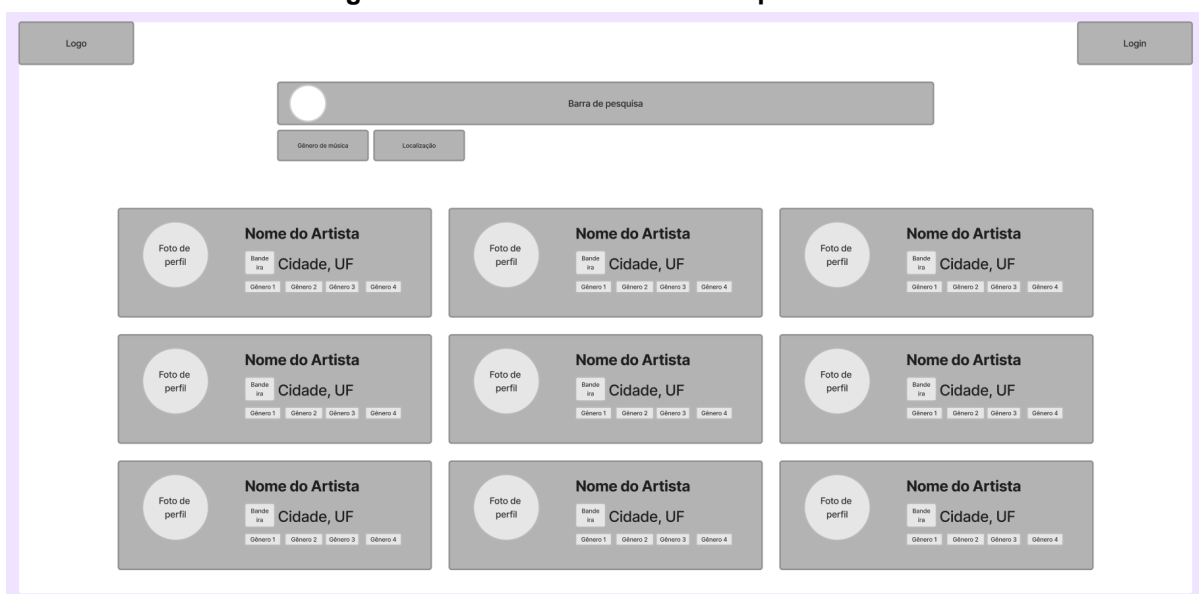 Logo
Login
Barra de pesquisa
Gênero de música
Localização
Foto de
perfil
Nome do Artista
Bande
ira
Cidade, UF
Gênero 1
Gênero 2
Gênero 3
Gênero 4
Foto de
perfil
Nome do Artista
Bande
ira
Cidade, UF
Gênero 1
Gênero 2
Gênero 3
Gênero 4
Foto de
perfil
Nome do Artista
Bande
ira
Cidade, UF
Gênero 1
Gênero 2
Gênero 3
Gênero 4
Foto de
perfil
Nome do Artista
Bande
ira
Cidade, UF
Gênero 1
Gênero 2
Gênero 3
Gênero 4
Foto de
perfil
Nome do Artista
Bande
ira
Cidade, UF
Gênero 1
Gênero 2
Gênero 3
Gênero 4
Foto de
perfil
Nome do Artista
Bande
ira
Cidade, UF
Gênero 1
Gênero 2
Gênero 3
Gênero 4
Foto de
perfil
Nome do Artista
Bande
ira
Cidade, UF
Gênero 1
Gênero 2
Gênero 3
Gênero 4
Foto de
perfil
Nome do Artista
Bande
ira
Cidade, UF
Gênero 1
Gênero 2
Gênero 3
Gênero 4
Foto de
perfil
Nome do Artista
Bande
ira
Cidade, UF
Gênero 1
Gênero 2
Gênero 3
Gênero 4